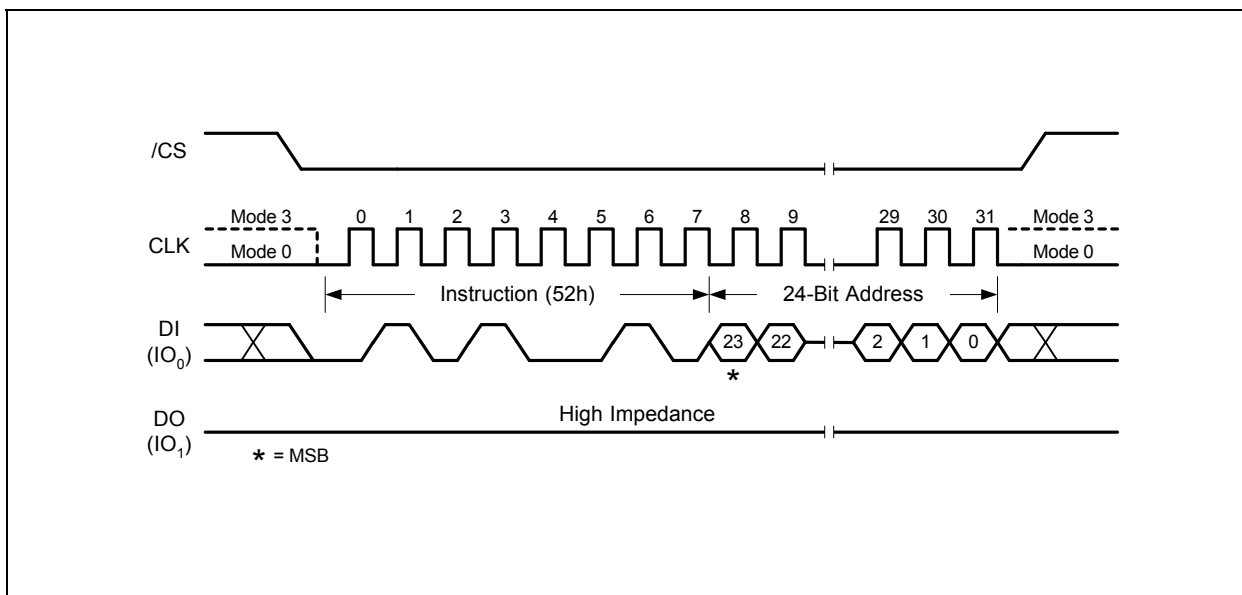 /CS
Mode 3 0 1 2 3 4 5 6 7 8 9 29 30 31 Mode 3
CLK Mode 0 Mode 0
Instruction (52h) 24-Bit Address
DI
(IO0) 23 22 2 1 0
*
DO High Impedance
(IO1)
* = MSB